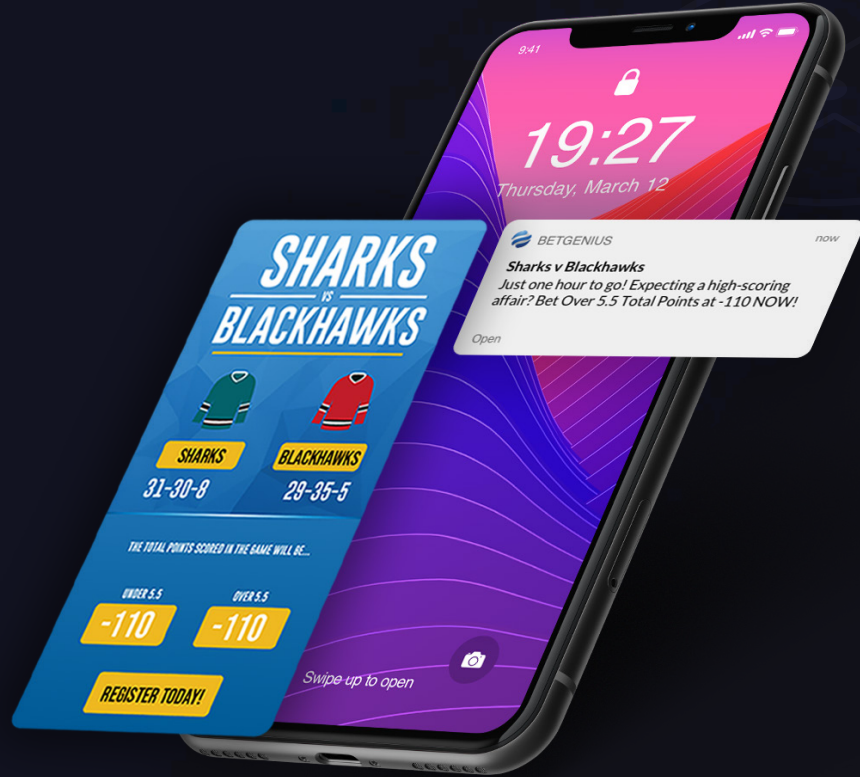 9:41
19:27
Thursday, March 12
BETGENIUS
now
Sharks v Blackhawks
Just one hour to go! Expecting a high-scoring
affair? Bet Over 5.5 Total Points at -110 NOW!
Open
SHARKS
VS
BLACKHAWKS
SHARKS
BLACKHAWKS
31-30-8
29-35-5
THE TOTAL POINTS SCORED IN THE GAME WILL BE...
UNDER 5.5
OVER 5.5
-110
-110
REGISTER TODAY!
Swipe up to open